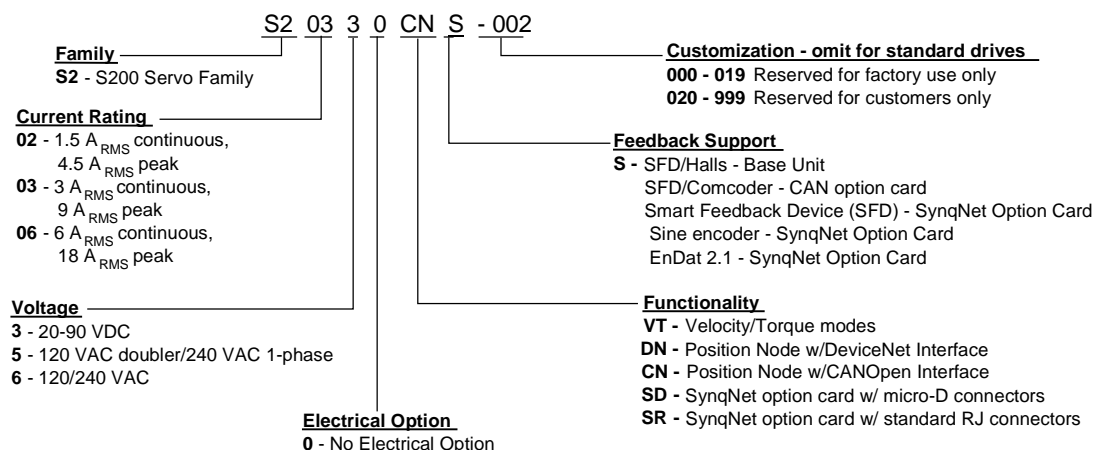 S2 03 3 0 CN S - 002
Family
S2 - S200 Servo Family
Current Rating
02 - 1.5 A RMS continuous,
4.5 A RMS peak
03 - 3 A RMS continuous,
9 A RMS peak
06 - 6 A RMS continuous,
18 A RMS peak
Voltage
3 - 20-90 VDC
5 - 120 VAC doubler/240 VAC 1-phase
6 - 120/240 VAC
Electrical Option
0 - No Electrical Option
Customization - omit for standard drives
000 - 019 Reserved for factory use only
020 - 999 Reserved for customers only
Feedback Support
S - SFD/Halls - Base Unit
SFD/Comcoder - CAN option card
Smart Feedback Device (SFD) - SynqNet Option Card
Sine encoder - SynqNet Option Card
EnDat 2.1 - SynqNet Option Card
Functionality
VT - Velocity/Torque modes
DN - Position Node w/DeviceNet Interface
CN - Position Node w/CANOpen Interface
SD - SynqNet option card w/ micro-D connectors
SR - SynqNet option card w/ standard RJ connectors